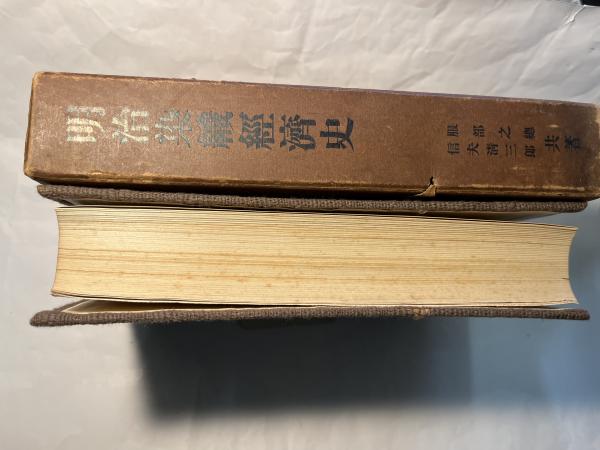 明治染織經濟史
服部之總
信夫清三郎
共著